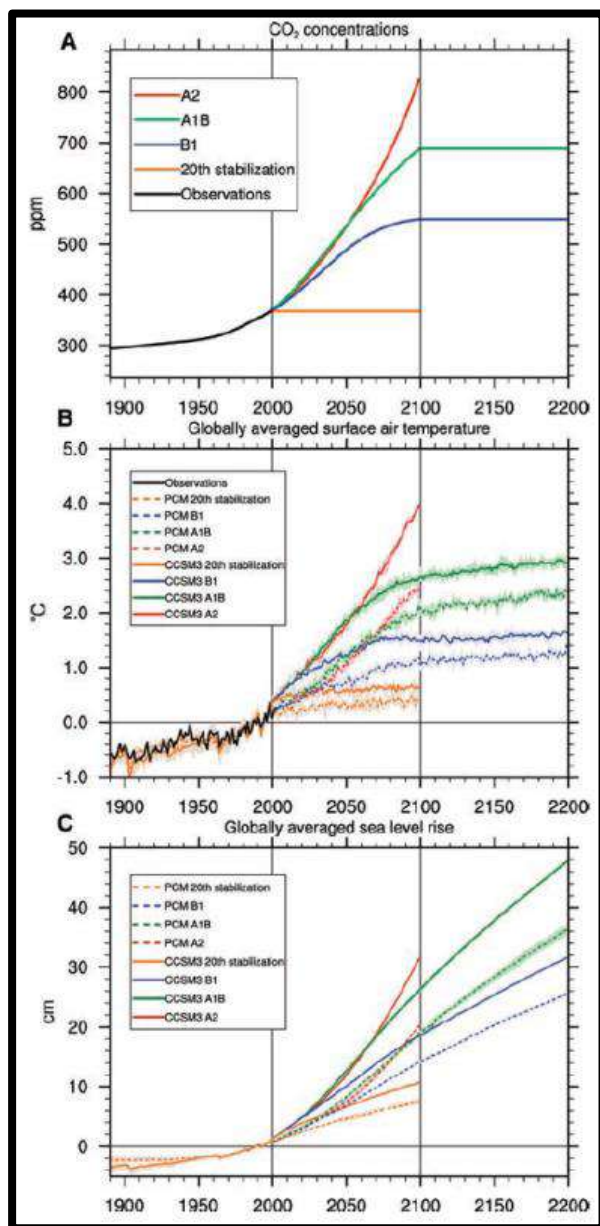 A
CO₂ concentrations
800
700
600
500
400
300
ppm
A2
A1B
B1
20th stabilization
Observations
1900 1950 2000 2050 2100 2150 2200
B
Globally averaged surface air temperature
5.0
4.0
3.0
2.0
1.0
0.0
-1.0
°C
Observations
PCM 20th stabilization
PCM B1
PCM A1B
PCM A2
CCSM3 20th stabilization
CCSM3 B1
CCSM3 A1B
CCSM3 A2
1900 1950 2000 2050 2100 2150 2200
C
Globally averaged sea level rise
50
40
30
20
10
0
cm
PCM 20th stabilization
PCM B1
PCM A1B
PCM A2
CCSM3 20th stabilization
CCSM3 B1
CCSM3 A1B
CCSM3 A2
1900 1950 2000 2050 2100 2150 2200